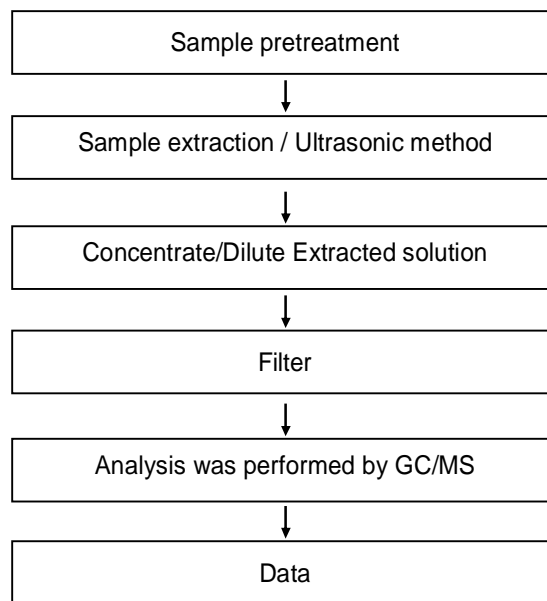 Sample pretreatment
Sample extraction / Ultrasonic method
Concentrate/Dilute Extracted solution
Filter
Analysis was performed by GC/MS
Data